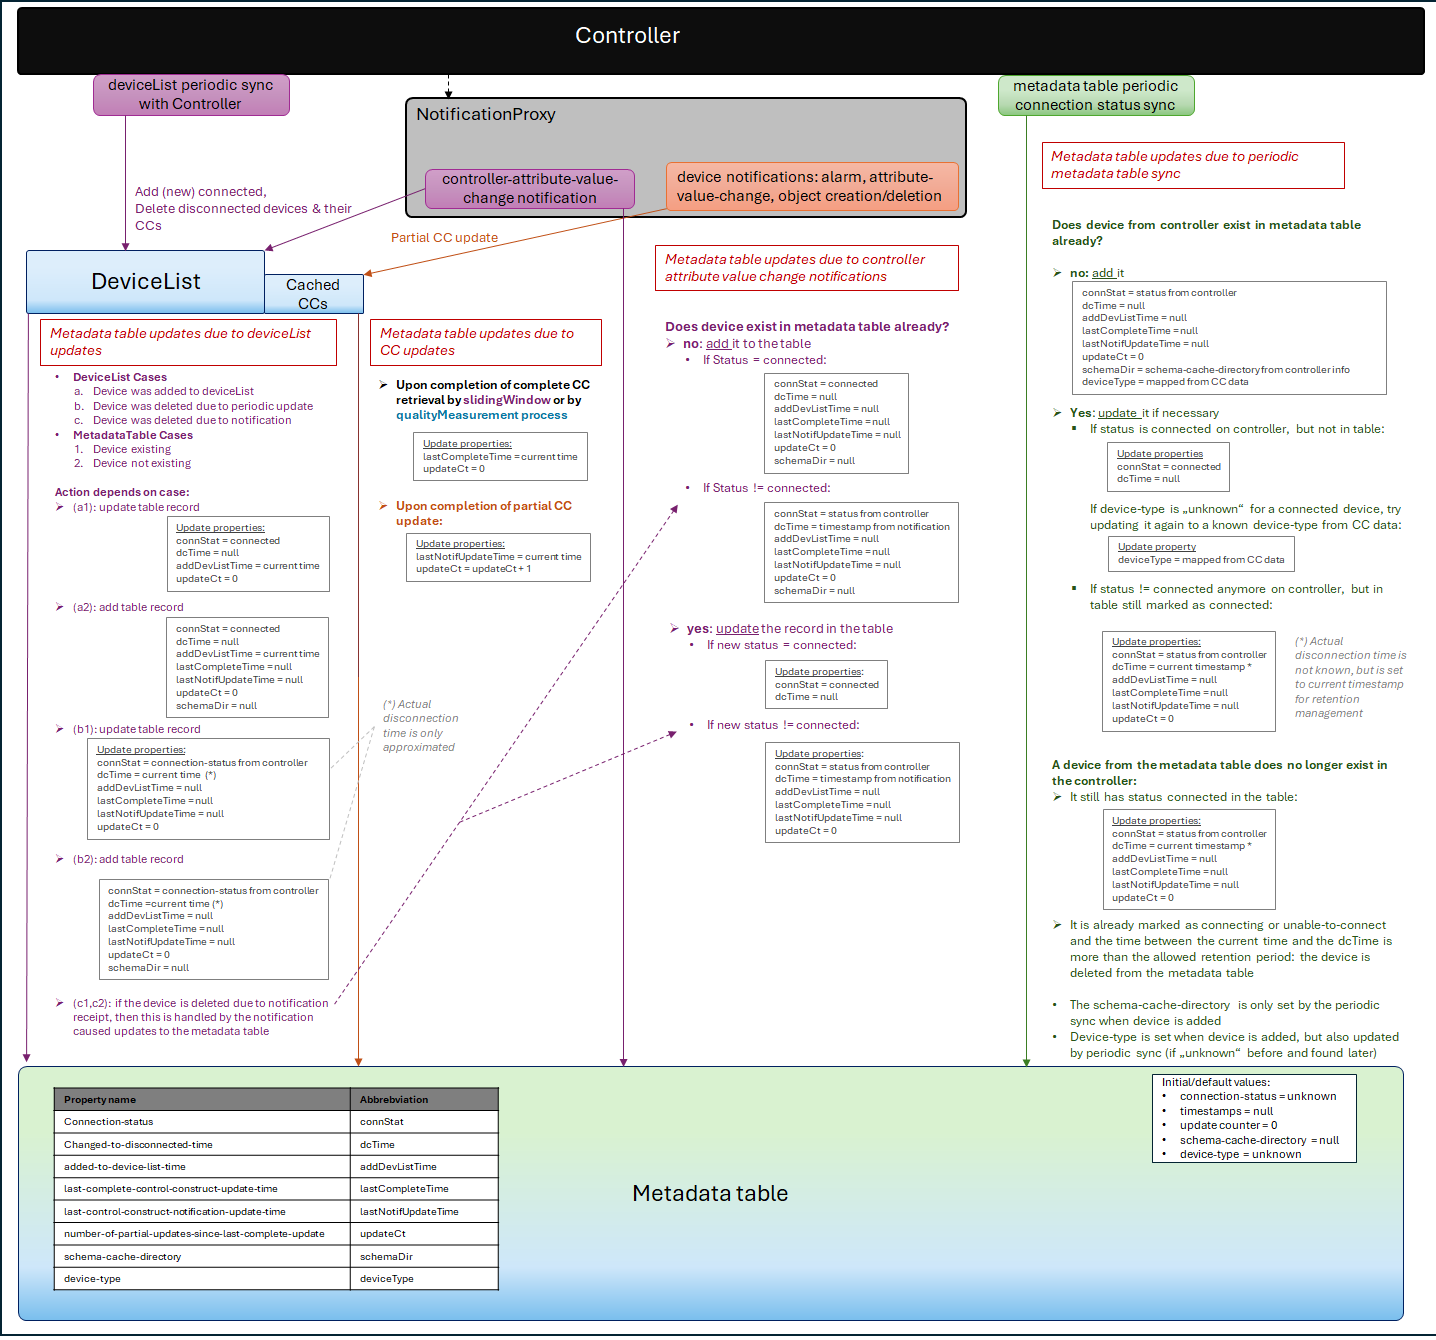 Controller
deviceList periodic sync
with Controller
metadata table periodic
connection status sync
NotificationProxy
controller-attribute-value-
change notification
device notifications: alarm, attribute-
value-change, object creation/deletion
Add (new) connected,
Delete disconnected devices & their
CCs
Partial CC update
DeviceList
Cached
CCs
Metadata table updates due to deviceList
updates
• DeviceList Cases
a. Device was added to deviceList
b. Device was deleted due to periodic update
c. Device was deleted due to notification
• MetadataTable Cases
1. Device existing
2. Device not existing
Action depends on case:
➢ (a1): update table record
Update properties:
connStat = connected
dcTime = null
addDevListTime = current time
updateCt = 0
➢ (a2): add table record
connStat = connected
dcTime = null
addDevListTime = current time
lastCompleteTime = null
lastNotifUpdateTime = null
updateCt = 0
schemaDir = null
➢ (b1): update table record
Update properties:
connStat = connection-status from controller
dcTime = current time (*)
addDevListTime = null
lastCompleteTime = null
lastNotifUpdateTime = null
updateCt = 0
➢ (b2): add table record
connStat = connection-status from controller
dcTime =current time (*)
addDevListTime = null
lastCompleteTime = null
lastNotifUpdateTime = null
updateCt = 0
schemaDir = null
➢ (c1,c2): if the device is deleted due to notification
receipt, then this is handled by the notification
caused updates to the metadata table
Metadata table updates due to
CC updates
➢ Upon completion of complete CC
retrieval by slidingWindow or by
qualityMeasurement process
Update properties:
lastCompleteTime = current time
updateCt = 0
➢ Upon completion of partial CC
update:
Update properties:
lastNotifUpdateTime = current time
updateCt = updateCt + 1
(*) Actual
disconnection
time is only
approximated
Metadata table updates due to controller
attribute value change notifications
Does device exist in metadata table already?
➢ no: add it to the table
• If Status = connected:
connStat = connected
dcTime = null
addDevListTime = null
lastCompleteTime = null
lastNotifUpdateTime = null
updateCt = 0
schemaDir = null
• If Status != connected:
connStat = status from controller
dcTime = timestamp from notification
addDevListTime = null
lastCompleteTime = null
lastNotifUpdateTime = null
updateCt = 0
schemaDir = null
➢ yes: update the record in the table
• If new status = connected:
Update properties:
connStat = connected
dcTime = null
• If new status != connected:
Update properties:
connStat = status from controller
dcTime = timestamp from notification
addDevListTime = null
lastCompleteTime = null
lastNotifUpdateTime = null
updateCt = 0
Metadata table updates due to periodic
metadata table sync
Does device from controller exist in metadata table
already?
➢ no: add it
connStat = status from controller
dcTime = null
addDevListTime = null
lastCompleteTime = null
lastNotifUpdateTime = null
updateCt = 0
schemaDir = schema-cache-directory from controller info
deviceType = mapped from CC data
➢ Yes: update it if necessary
▪ If status is connected on controller, but not in table:
Update properties
connStat = connected
dcTime = null
If device-type is „unknown“ for a connected device, try
updating it again to a known device-type from CC data:
Update property
deviceType = mapped from CC data
▪ If status != connected anymore on controller, but in
table still marked as connected:
Update properties:
connStat = status from controller
dcTime = current timestamp *
addDevListTime = null
lastCompleteTime = null
lastNotifUpdateTime = null
updateCt = 0
(*) Actual
disconnection time is
not known, but is set
to current timestamp
for retention
management
A device from the metadata table does no longer exist in
the controller:
➢ It still has status connected in the table:
Update properties:
connStat = status from controller
dcTime = current timestamp *
addDevListTime = null
lastCompleteTime = null
lastNotifUpdateTime = null
updateCt = 0
➢ It is already marked as connecting or unable-to-connect
and the time between the current time and the dcTime is
more than the allowed retention period: the device is
deleted from the metadata table
• The schema-cache-directory is only set by the periodic
sync when device is added
• Device-type is set when device is added, but also updated
by periodic sync (if „unknown“ before and found later)
Property name Abbrebviation
Connection-status connStat
Changed-to-disconnected-time dcTime
added-to-device-list-time addDevListTime
last-complete-control-construct-update-time lastCompleteTime
last-control-construct-notification-update-time lastNotifUpdateTime
number-of-partial-updates-since-last-complete-update updateCt
schema-cache-directory schemaDir
device-type deviceType
Metadata table
Initial/default values:
• connection-status = unknown
• timestamps = null
• update counter = 0
• schema-cache-directory = null
• device-type = unknown